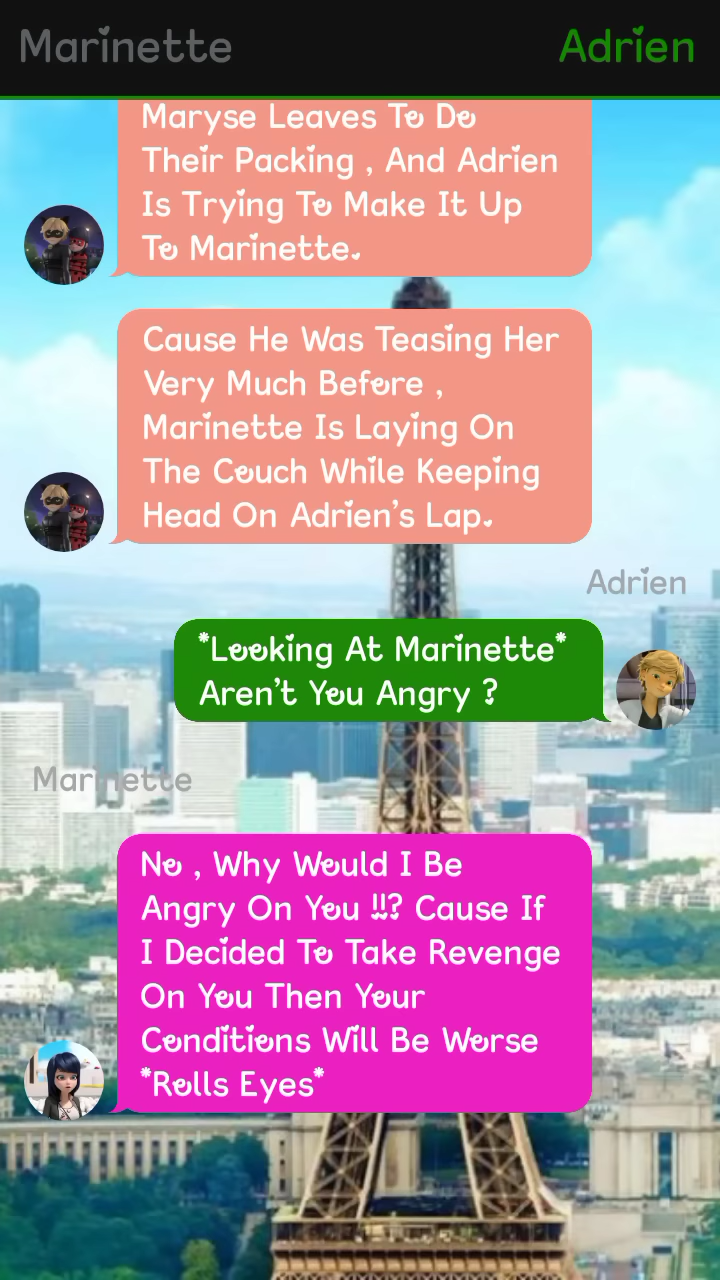 Marinette Adrien
Maryse Leaves To Do
Their Packing , And Adrien
Is Trying To Make It Up
To Marinette.
Cause He Was Teasing Her
Very Much Before ,
Marinette Is Laying On
The Couch While Keeping
Head On Adrien's Lap.
Adrien
*Looking At Marinette*
Aren't You Angry ?
Marinette
No , Why Would I Be
Angry On You !!? Cause If
I Decided To Take Revenge
On You Then Your
Conditions Will Be Worse
*Rolls Eyes*